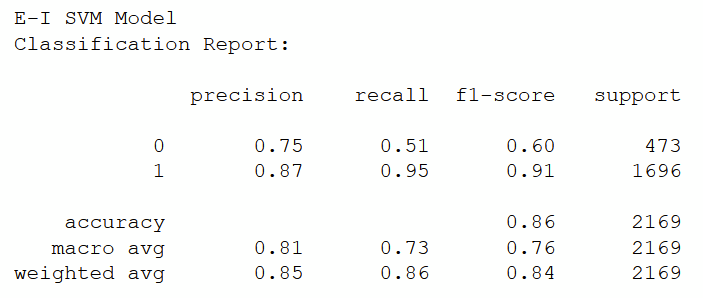 E-I SVM Model
Classification Report:
precision recall f1-score support
0 0.75 0.51 0.60 473
1 0.87 0.95 0.91 1696
accuracy 0.86 2169
macro avg 0.81 0.73 0.76 2169
weighted avg 0.85 0.86 0.84 2169